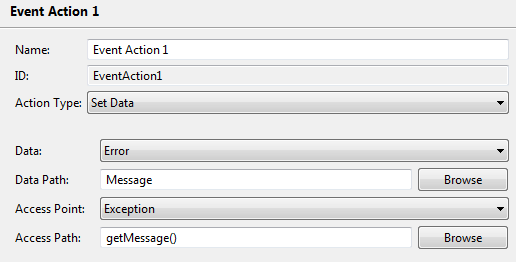 Event Action 1
Name: Event Action 1
ID: EventAction1
Action Type: Set Data
Data: Error
Data Path: Message Browse
Access Point: Exception
Access Path: getMessage() Browse